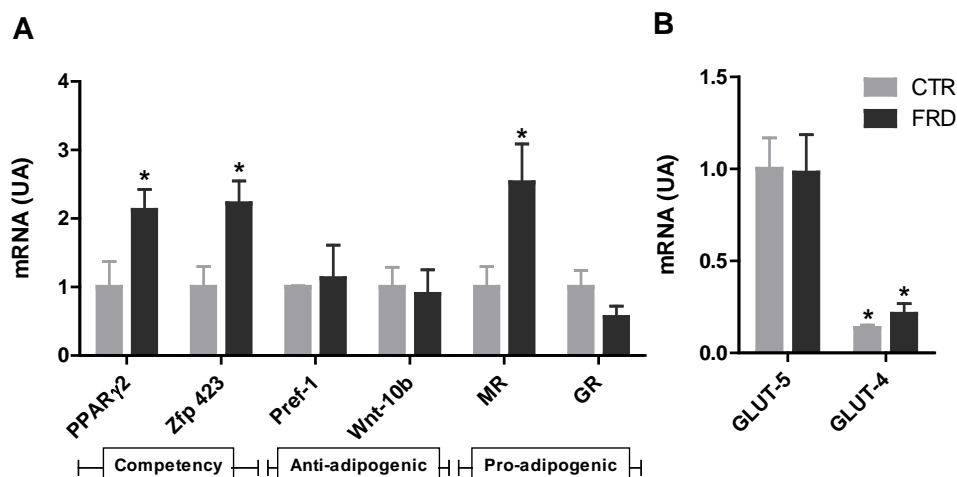 A
mRNA (UA)
4
3
2
1
0
*
*
*
PPARγ2
Zfp 423
Pref-1
Wnt-10b
MR
GR
Competency
Anti-adipogenic
Pro-adipogenic
B
mRNA (UA)
1.5
1.0
0.5
0.0
CTR
FRD
*
*
GLUT-5
GLUT-4